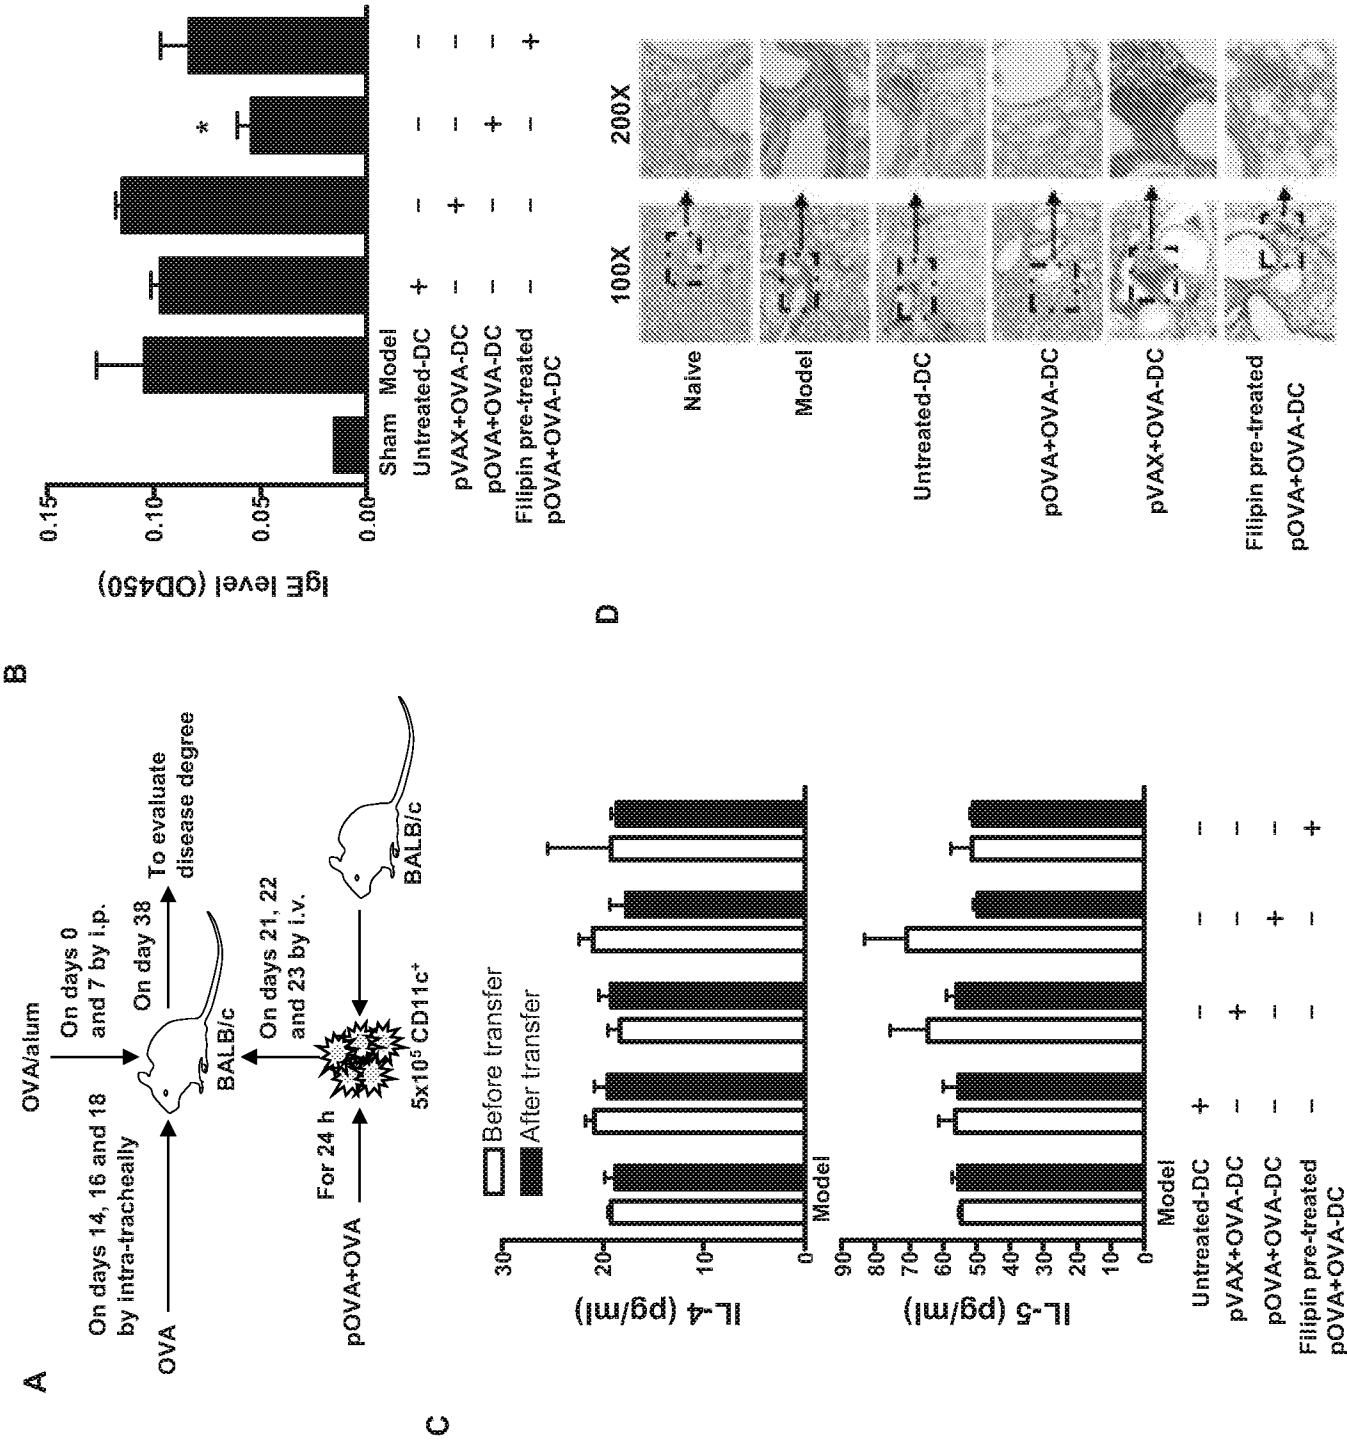 A
OVA/alum
On days 14, 16 and 18
by intra-tracheally
On days 0
and 7 by i.p.
OVA
On day 38
To evaluate
disease degree
BALB/c
For 24 h
On days 21, 22
and 23 by i.v.
pOVA+OVA
BALB/c
5x10⁵ CD11c⁺
B
IgE level (OD450)
0.15
0.10
0.05
0.00
*
Sham Model
Untreated-DC + – – –
pVAX+OVA-DC – + – –
pOVA+OVA-DC – – + –
Filipin pre-treated – – – +
pOVA+OVA-DC
C
Before transfer
After transfer
IL-4 (pg/ml)
30
20
10
0
Model
IL-5 (pg/ml)
90
80
70
60
50
40
30
20
10
0
Model
Untreated-DC + – – –
pVAX+OVA-DC – + – –
pOVA+OVA-DC – – + –
Filipin pre-treated – – – +
pOVA+OVA-DC
D
100X 200X
Naive
Model
Untreated-DC
pOVA+OVA-DC
pVAX+OVA-DC
Filipin pre-treated
pOVA+OVA-DC